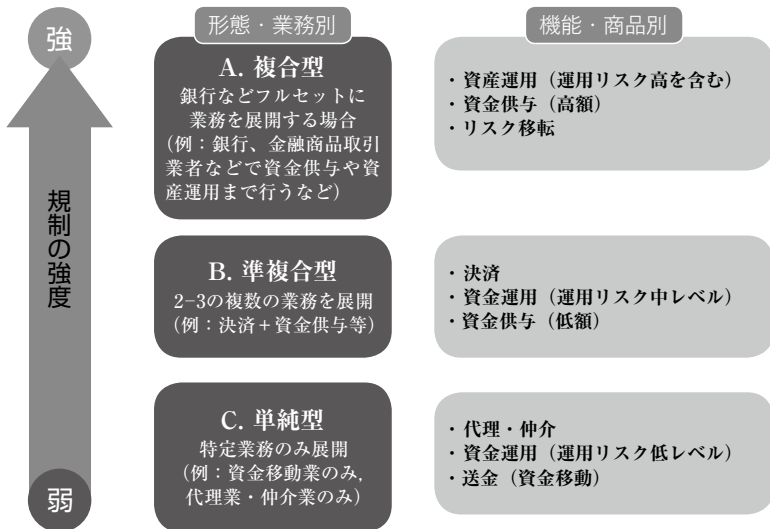 強
規制の強度
弱
形態・業務別
A. 複合型
銀行などフルセットに
業務を展開する場合
（例：銀行、金融商品取引
業者などで資金供与や資
産運用まで行うなど）
B. 準複合型
2−3の複数の業務を展開
（例：決済＋資金供与等）
C. 単純型
特定業務のみ展開
（例：資金移動業のみ，
代理業・仲介業のみ）
機能・商品別
・資産運用（運用リスク高を含む）
・資金供与（高額）
・リスク移転
・決済
・資金運用（運用リスク中レベル）
・資金供与（低額）
・代理・仲介
・資金運用（運用リスク低レベル）
・送金（資金移動）